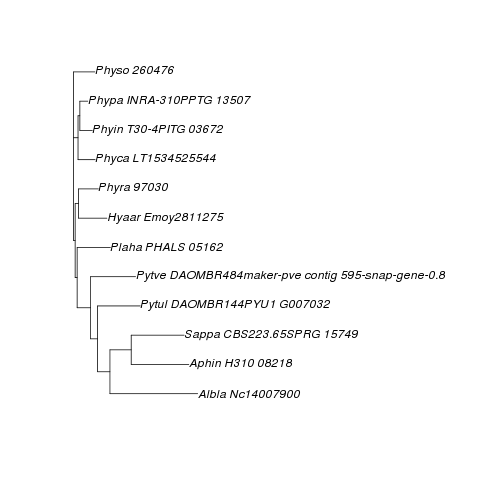 Physo 260476
Phypa INRA-310PPTG 13507
Phyin T30-4PITG 03672
Phyca LT1534525544
Phyra 97030
Hyaar Emoy2811275
Plaha PHALS 05162
Pytve DAOMBR484maker-pve contig 595-snap-gene-0.8
Pytul DAOMBR144PYU1 G007032
Sappa CBS223.65SPRG 15749
Aphin H310 08218
Albla Nc14007900